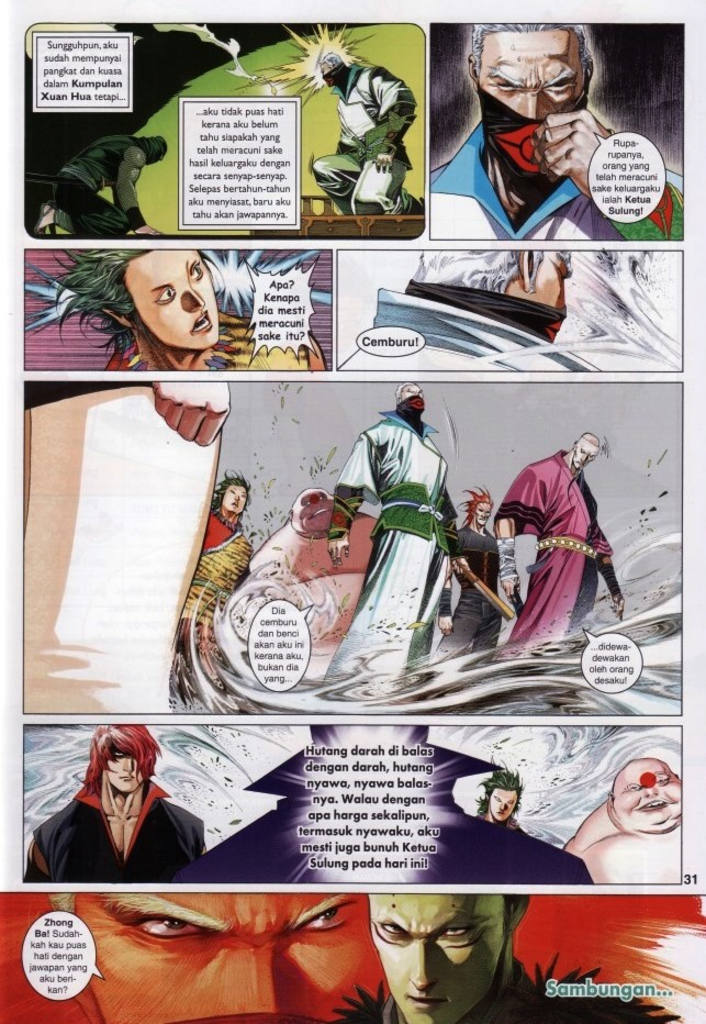 Sungguhpun, aku
sudah mempunyai
pangkat dan kuasa
dalam Kumpulan
Xuan Hua tetapi...
...aku tidak puas hati
kerana aku belum
tahu siapakah yang
telah meracuni sake
hasil keluargaku dengan
secara senyap-senyap.
Selepas bertahun-tahun
aku menyiasat, baru aku
tahu akan jawapannya.
Rupa-
rupanya,
orang yang
telah meracuni
sake keluargaku
ialah Ketua
Sulung!
Apa?
Kenapa
dia mesti
meracuni
sake itu?
Cemburu!
Dia
cemburu
dan benci
akan aku ini
kerana aku,
bukan dia
yang...
...didewa-
dewakan
oleh orang
desaku!
Hutang darah di balas
dengan darah, hutang
nyawa, nyawa balas-
nya. Walau dengan
apa harga sekalipun,
termasuk nyawaku, aku
mesti juga bunuh Ketua
Sulung pada hari ini!
31
Zhong
Ba! Sudah-
kah kau puas
hati dengan
jawapan yang
aku beri-
kan?
Sambungan...